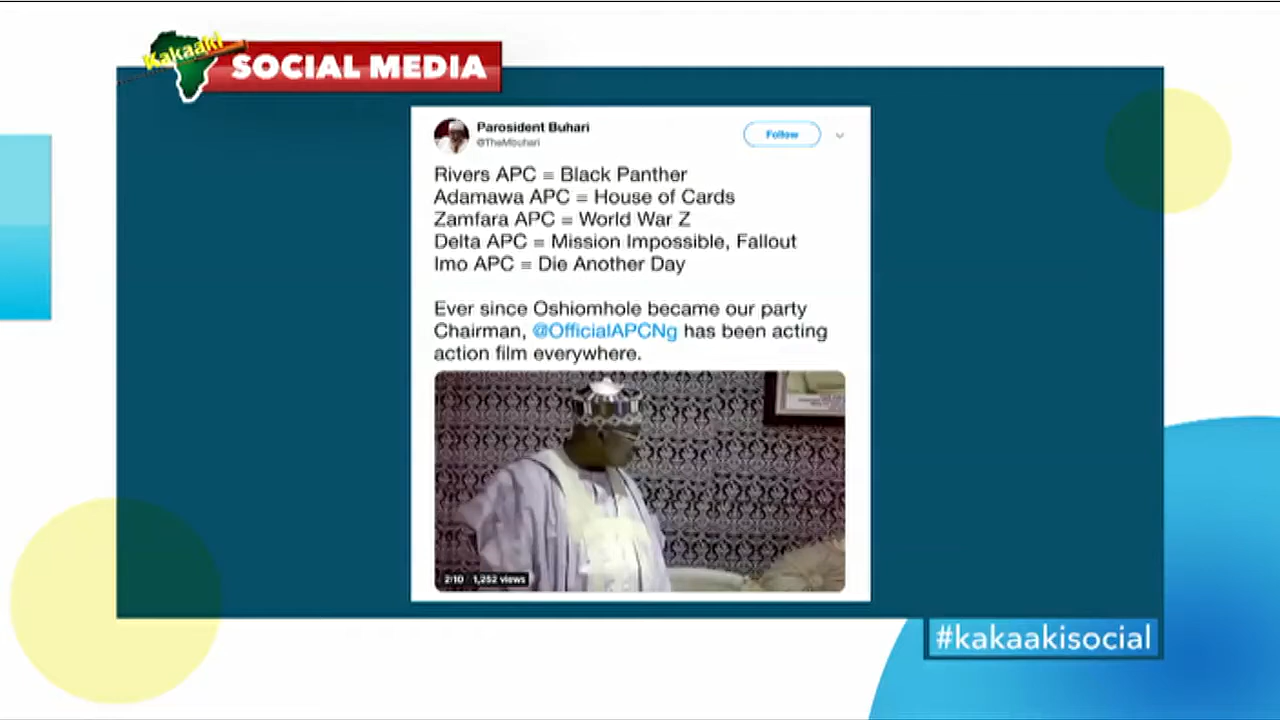 Kakaaki
SOCIAL MEDIA
Parosident Buhari
@TheMbuhari
Follow
Rivers APC = Black Panther
Adamawa APC = House of Cards
Zamfara APC = World War Z
Delta APC = Mission Impossible, Fallout
Imo APC = Die Another Day
Ever since Oshiomhole became our party
Chairman, @OfficialAPCNg has been acting
action film everywhere.
1,252 views
#kakaakisocial